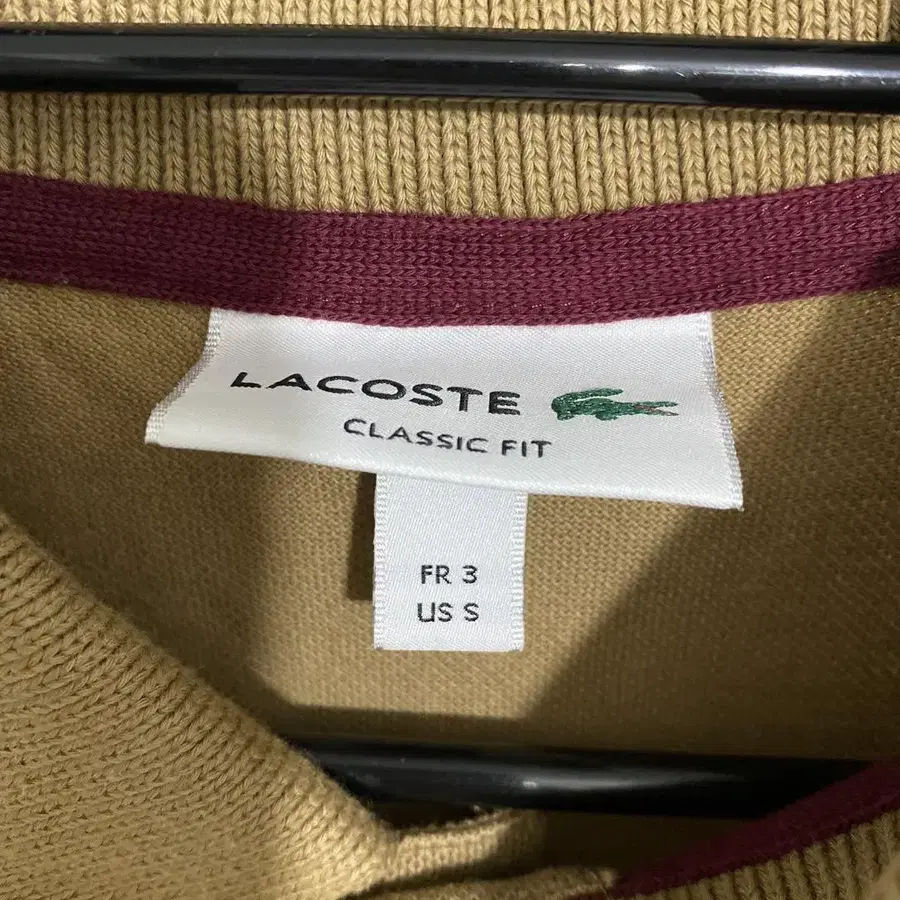 LACOSTE
CLASSIC FIT
FR 3
US S